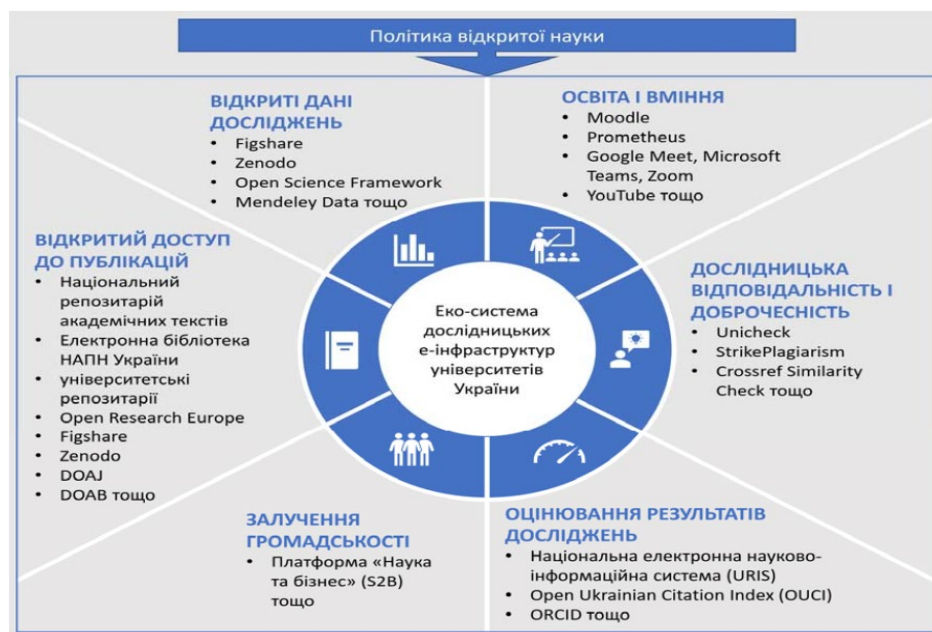 Політика відкритої науки
ВІДКРИТІ ДАНІ
ДОСЛІДЖЕНЬ
• Figshare
• Zenodo
• Open Science Framework
• Mendeley Data тощо
ОСВІТА І ВМІННЯ
• Moodle
• Prometheus
• Google Meet, Microsoft
Teams, Zoom
• YouTube тощо
ВІДКРИТИЙ ДОСТУП
ДО ПУБЛІКАЦІЙ
• Національний
репозитарій
академічних текстів
• Електронна бібліотека
НАПН України
• університетські
репозитарії
• Open Research Europe
• Figshare
• Zenodo
• DOAJ
• DOAB тощо
Еко-система
дослідницьких
е-інфраструктур
університетів
України
ДОСЛІДНИЦЬКА
ВІДПОВІДАЛЬНІСТЬ І
ДОБРОЧЕСНІСТЬ
• Unicheck
• StrikePlagiarism
• Crossref Similarity
Check тощо
ЗАЛУЧЕННЯ
ГРОМАДСЬКОСТІ
• Платформа «Наука
та бізнес» (S2B)
тощо
ОЦІНЮВАННЯ РЕЗУЛЬТАТІВ
ДОСЛІДЖЕНЬ
• Національна електронна науково-
інформаційна система (URIS)
• Open Ukrainian Citation Index (OUCI)
• ORCID тощо